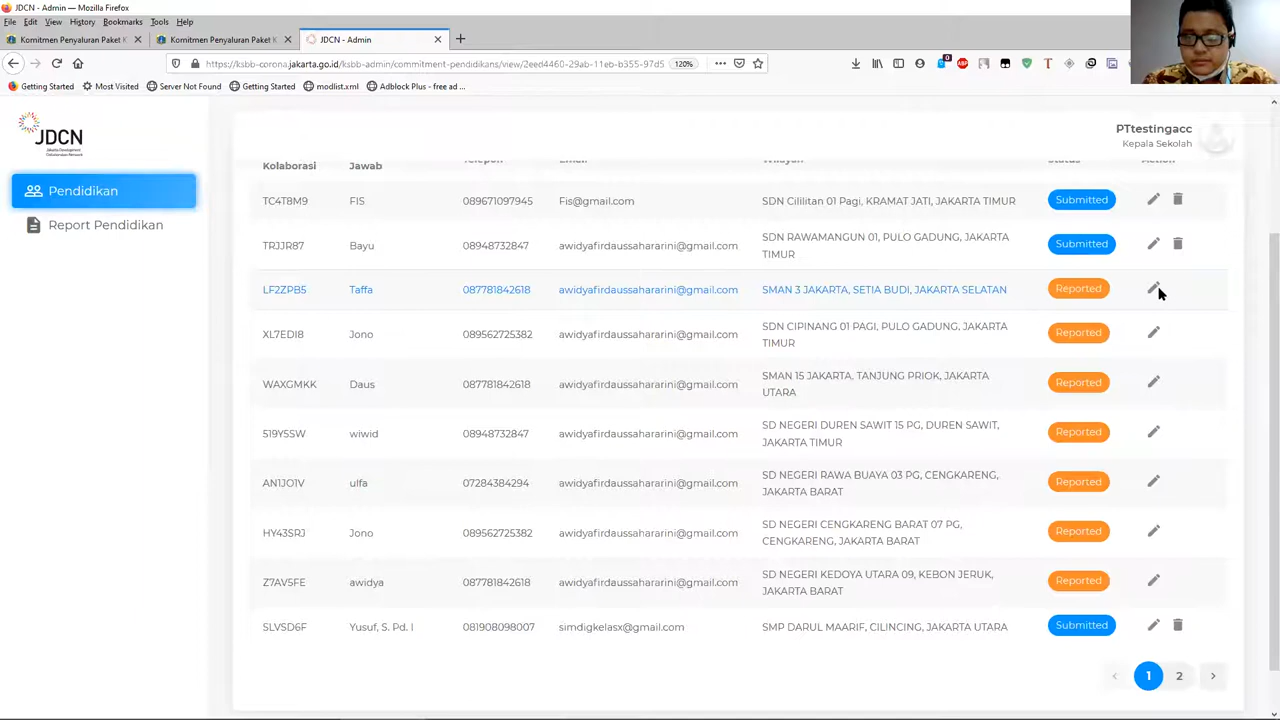 JDCN - Admin — Mozilla Firefox
File Edit View History Bookmarks Tools Help
Komitmen Penyaluran Paket K
Komitmen Penyaluran Paket K
JDCN - Admin
https://ksbb-corona.jakarta.go.id/ksbb-admin/commitment-pendidikans/view/2eed4460-29ab-11eb-b355-97d5 120%
Getting Started Most Visited Server Not Found Getting Started modlist.xml Adblock Plus - free ad ...
JDCN
PTtestingacc
Kepala Sekolah
Pendidikan
Report Pendidikan
Telepon Email Wilayah Status Action
Kolaborasi Jawab
TC4T8M9 FIS 089671097945 Fis@gmail.com SDN Cililitan 01 Pagi, KRAMAT JATI, JAKARTA TIMUR Submitted
TRJJR87 Bayu 08948732847 awidyafirdaussahararini@gmail.com SDN RAWAMANGUN 01, PULO GADUNG, JAKARTA Submitted
TIMUR
LF2ZPB5 Taffa 087781842618 awidyafirdaussahararini@gmail.com SMAN 3 JAKARTA, SETIA BUDI, JAKARTA SELATAN Reported
XL7EDI8 Jono 089562725382 awidyafirdaussahararini@gmail.com SDN CIPINANG 01 PAGI, PULO GADUNG, JAKARTA Reported
TIMUR
WAXGMKK Daus 087781842618 awidyafirdaussahararini@gmail.com SMAN 15 JAKARTA, TANJUNG PRIOK, JAKARTA Reported
UTARA
519Y5SW wiwid 08948732847 awidyafirdaussahararini@gmail.com SD NEGERI DUREN SAWIT 15 PG, DUREN SAWIT, Reported
JAKARTA TIMUR
AN1JO1V ulfa 07284384294 awidyafirdaussahararini@gmail.com SD NEGERI RAWA BUAYA 03 PG, CENGKARENG, Reported
JAKARTA BARAT
HY43SRJ Jono 089562725382 awidyafirdaussahararini@gmail.com SD NEGERI CENGKARENG BARAT 07 PG, Reported
CENGKARENG, JAKARTA BARAT
Z7AV5FE awidya 087781842618 awidyafirdaussahararini@gmail.com SD NEGERI KEDOYA UTARA 09, KEBON JERUK, Reported
JAKARTA BARAT
SLVSD6F Yusuf, S. Pd. I 081908098007 simdigkelasx@gmail.com SMP DARUL MAARIF, CILINCING, JAKARTA UTARA Submitted
1 2